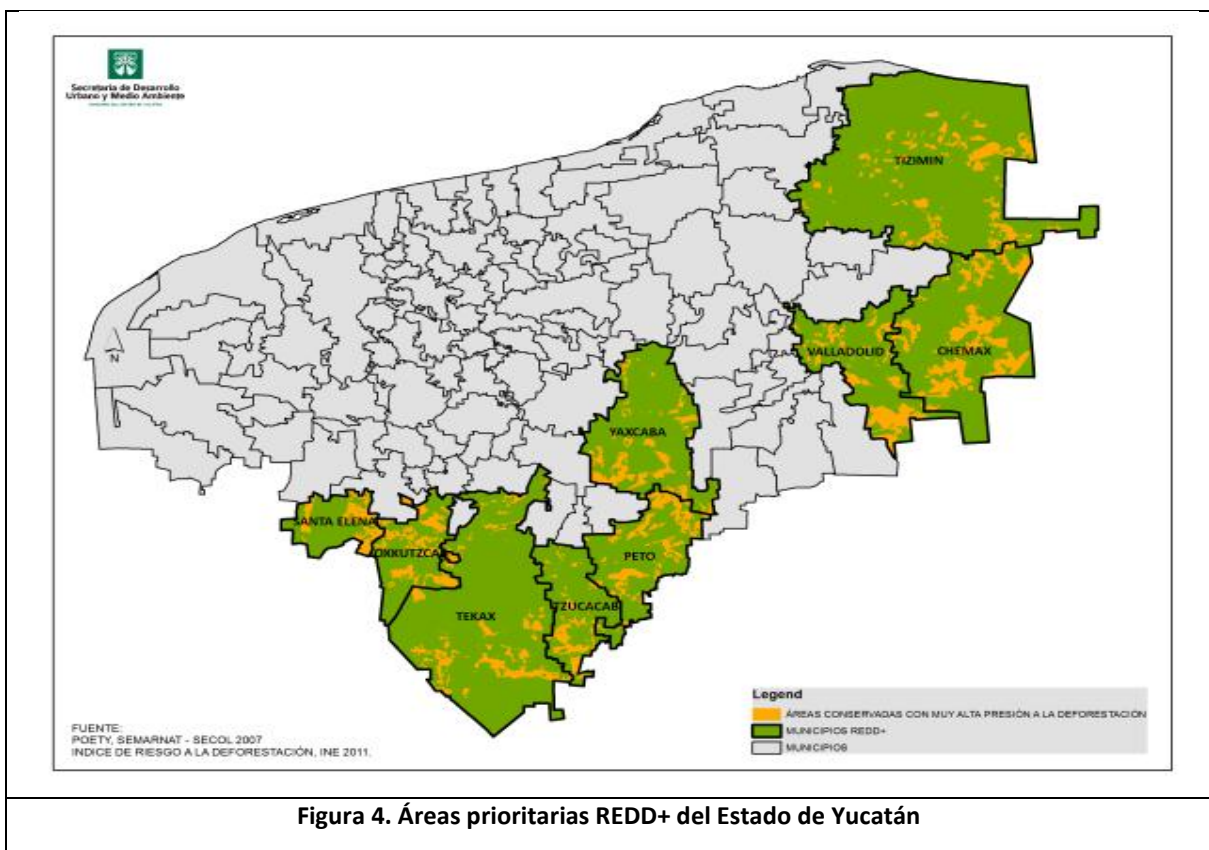 Secretaría de Desarrollo
Urbano y Medio Ambiente
TIZIMIN
VALLADOLID
CHEMAX
YAXCABA
SANTA ELENA
OXKUTZCAB
PETO
TZUCACAB
TEKAX
N
Legend
ÁREAS CONSERVADAS CON MUY ALTA PRESIÓN A LA DEFORESTACIÓN
MUNICIPIOS REDD+
MUNICIPIOS
FUENTE:
POETY, SEMARNAT - SECOL 2007
INDICE DE RIESGO A LA DEFORESTACIÓN, INE 2011.
Figura 4. Áreas prioritarias REDD+ del Estado de Yucatán